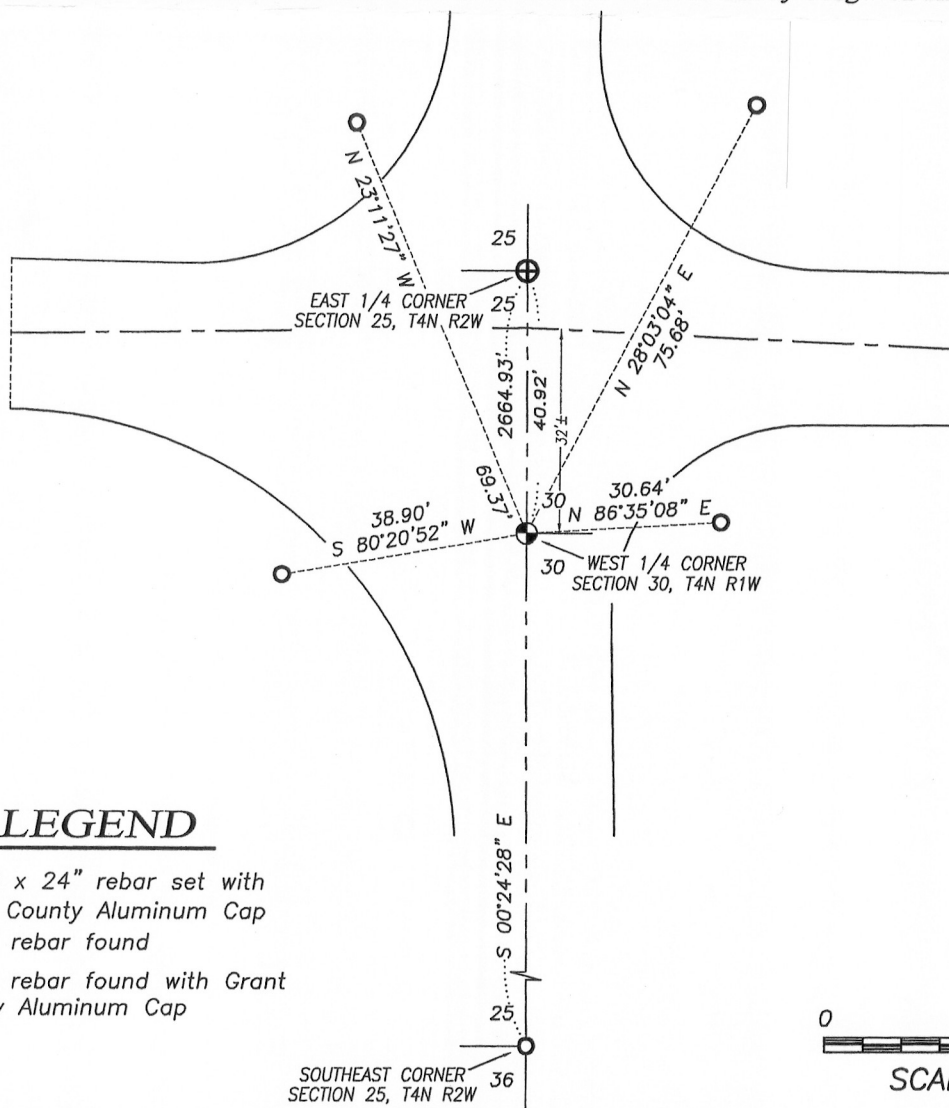 N 23°11'27" W
69.37'
25
EAST 1/4 CORNER
SECTION 25, T4N R2W
25
N 28°03'04" E
75.68'
2664.93'
40.92'
32'±
38.90'
S 80°20'52" W
30
30.64'
N 86°35'08" E
30
WEST 1/4 CORNER
SECTION 30, T4N R1W
LEGEND
x 24" rebar set with
County Aluminum Cap
rebar found
rebar found with Grant
Aluminum Cap
S 00°24'28" E
25
SOUTHEAST CORNER
SECTION 25, T4N R2W
36
0